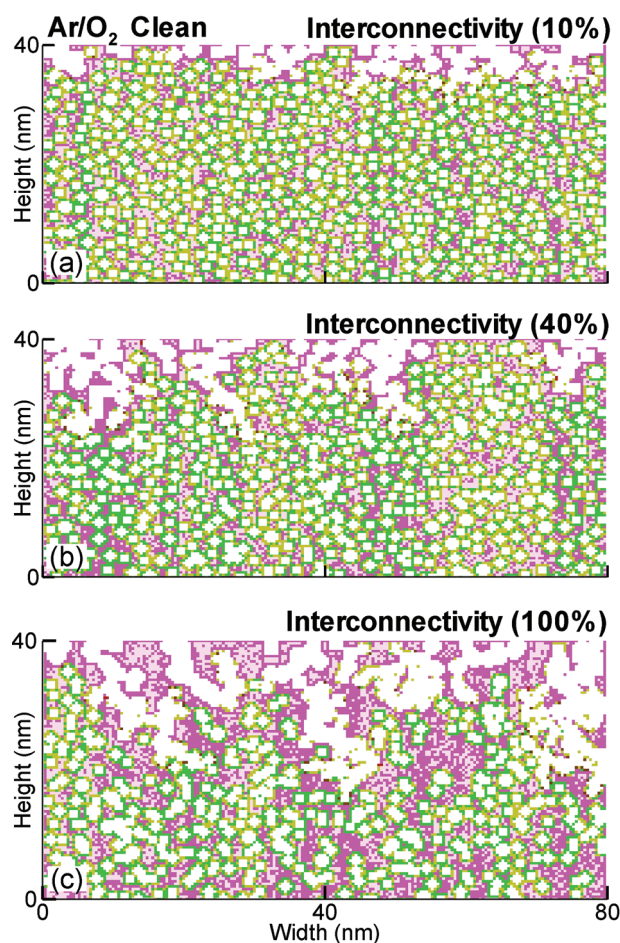 Ar/O₂ Clean Interconnectivity (10%)
40
Height (nm)
0
(a)
80
Interconnectivity (40%)
40
Height (nm)
0
(b)
Interconnectivity (100%)
40
Height (nm)
0
(c)
0 40 80
Width (nm)